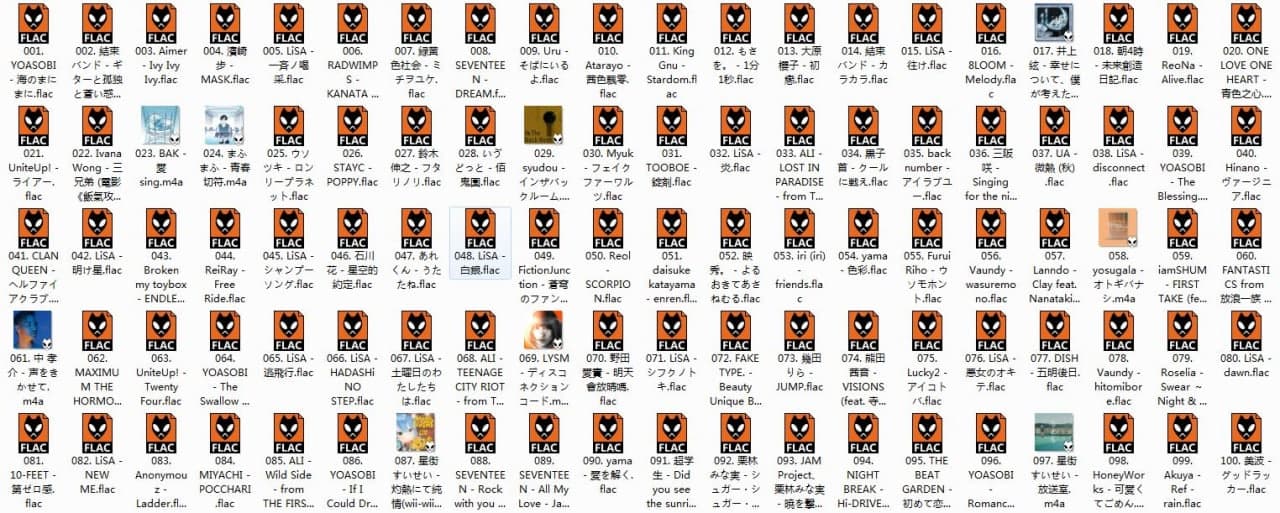 001. YOASOBI - 海のまにまに.flac
002. 結束バンド - ギターと孤独と蒼い惑...
003. Aimer - Ivy Ivy Ivy.flac
004. 濱崎步 - MASK.flac
005. LiSA - 一斉ノ喝采.flac
006. RADWIMPS - KANATA ...
007. 緑黄色社会 - ミチヲユケ.flac
008. SEVENTEEN - DREAM.f...
009. Uru - そばにいるよ.flac
010. Atarayo - 茜色飄零.flac
011. King Gnu - Stardom.flac
012. もさを。 - 1分1秒.flac
013. 大原櫻子 - 初戀.flac
014. 結束バンド - カラカラ.flac
015. LiSA - 往け.flac
016. 8LOOM - Melody.flac
017. 井上絃 - 幸せについて、僕が考えた...
018. 朝4時 - 未来創造日記.flac
019. ReoNa - Alive.flac
020. ONE LOVE ONE HEART - 青色之心...
021. UniteUp! - ライアー.flac
022. Ivana Wong - 三兄弟 (電影《飯氣攻...
023. BAK - 愛sing.m4a
024. まふまふ - 青春切符.m4a
025. ウソツキ - ロンリープラネット.flac
026. STAYC - POPPY.flac
027. 鈴木伸之 - フタリノリ.flac
028. いゔどっと - 佰鬼園.flac
029. syudou - インザバックルーム....
030. Myuk - フェイクファーワルツ.flac
031. TOOBOE - 錠剤.flac
032. LiSA - 炎.flac
033. ALI - LOST IN PARADISE - from T...
034. 黒子首 - クールに戦え.flac
035. back number - アイラブユー.flac
036. 三阪咲 - Singing for the ni...
037. UA - 微熱 (秋).flac
038. LiSA - disconnect.flac
039. YOASOBI - The Blessing....
040. Hinano - ヴァージニア.flac
041. CLAN QUEEN - ヘルファイアクラブ....
042. LiSA - 明け星.flac
043. Broken my toybox - ENDLE...
044. ReiRay - Free Ride.flac
045. LiSA - シャンプーソング.flac
046. 石川花 - 星空的約定.flac
047. あれくん - うたたね.flac
048. LiSA - 白銀.flac
049. FictionJunction - 蒼穹のファン...
050. Reol - SCORPION.flac
051. daisuke katayama - enren.fl...
052. 映秀。 - よるおきてあさねむる.flac
053. iri (iri) - friends.flac
054. yama - 色彩.flac
055. Furui Riho - ウソモホント.flac
056. Vaundy - wasuremono.flac
057. Lanndo - Clay feat. Nanataki...
058. yosugala - オトギバナシ.m4a
059. iamSHUM - FIRST TAKE (fe...
060. FANTASTICS from 放浪一族 ...
061. 中 孝介 - 声をきかせて.m4a
062. MAXIMUM THE HORMO...
063. UniteUp! - Twenty Four.flac
064. YOASOBI - The Swallow ...
065. LiSA - 逃飛行.flac
066. LiSA - HADASHi NO STEP.flac
067. LiSA - 土曜日のわたしたちは.flac
068. ALI - TEENAGE CITY RIOT - from T...
069. LYSM - ディスコネクションコード.m...
070. 野田愛實 - 明天會放晴嗎.flac
071. LiSA - シフクノトキ.flac
072. FAKE TYPE. - Beauty Unique B...
073. 幾田りら - JUMP.flac
074. 熊田茜音 - VISIONS (feat. 寺...
075. Lucky2 - アイコトバ.flac
076. LiSA - 悪女のオキテ.flac
077. DISH - 五明後日.flac
078. Vaundy - hitomibore.flac
079. Roselia - Swear ~ Night & ...
080. LiSA - dawn.flac
081. 10-FEET - 第ゼロ感.flac
082. LiSA - NEW ME.flac
083. Anonymouz - Ladder.fl...
084. MIYACHI - POCCHARI.flac
085. ALI - Wild Side - from THE FIRS...
086. YOASOBI - If I Could Dr...
087. 星街すいせい - 灼熱にて純情(wii-wii-...
088. SEVENTEEN - Rock with you ...
089. SEVENTEEN - All My Love - Ja...
090. yama - 愛を解く.flac
091. 超学生 - Did you see the sunri...
092. 栗林みな実 - シュガー・シュガー・...
093. JAM Project, 栗林みな実 - 暁を撃...
094. NIGHT BREAK - Hi-DRIVE...
095. THE BEAT GARDEN - 初めて恋...
096. YOASOBI - Romanc...
097. 星街すいせい - 放送室.m4a
098. HoneyWorks - 可愛くてごめん....
099. Akuya - Ref - rain.flac
100. 美波 - グッドラッカー.flac